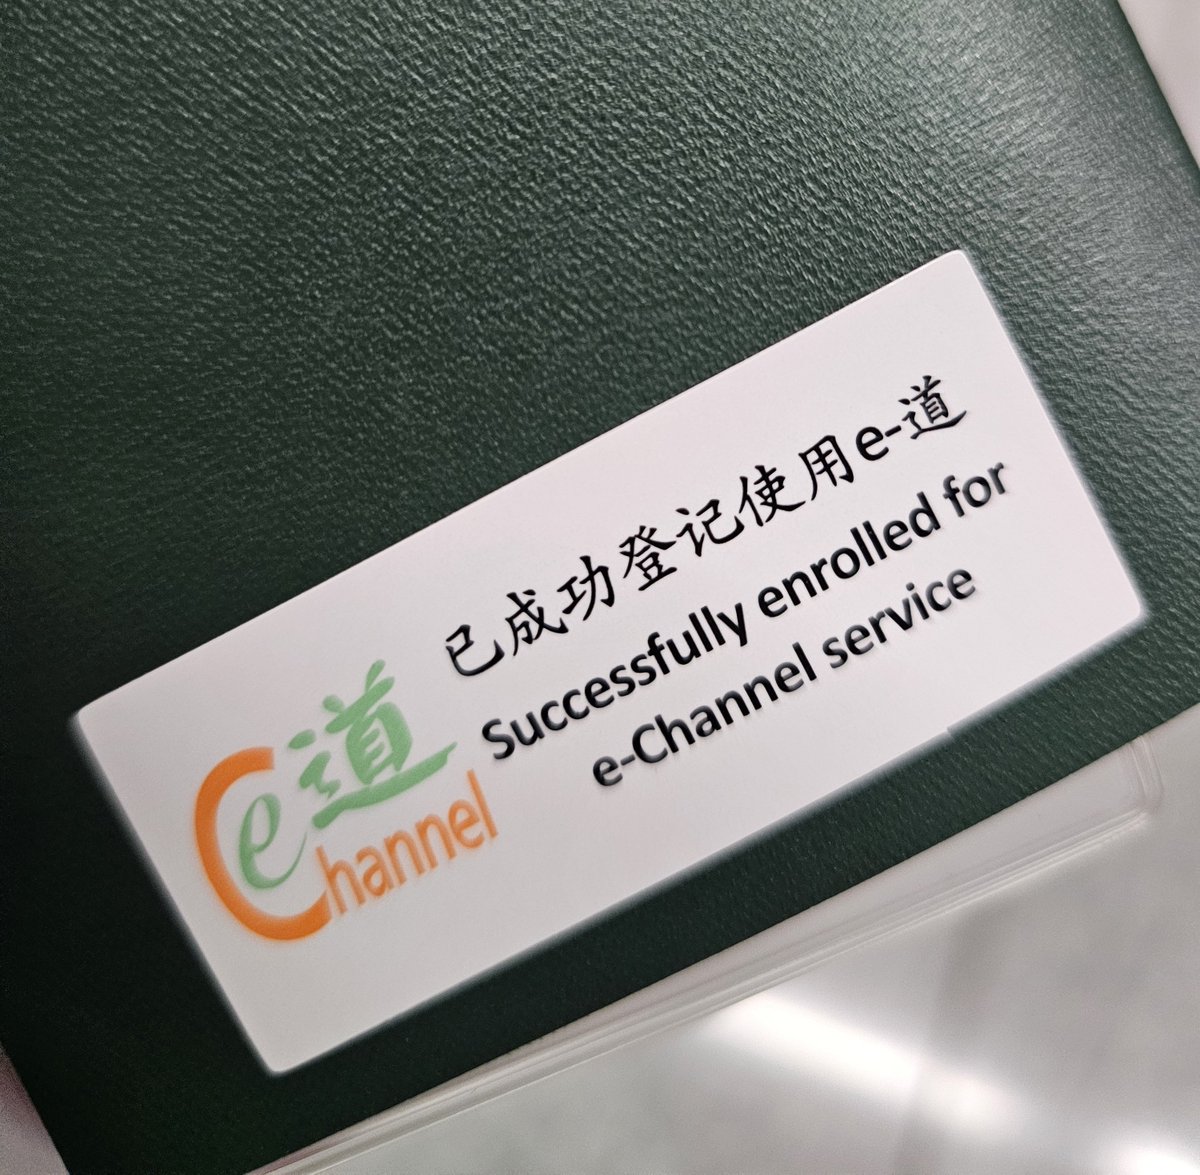 已成功登记使用e-道
Successfully enrolled for
e-Channel service
e道
Channel